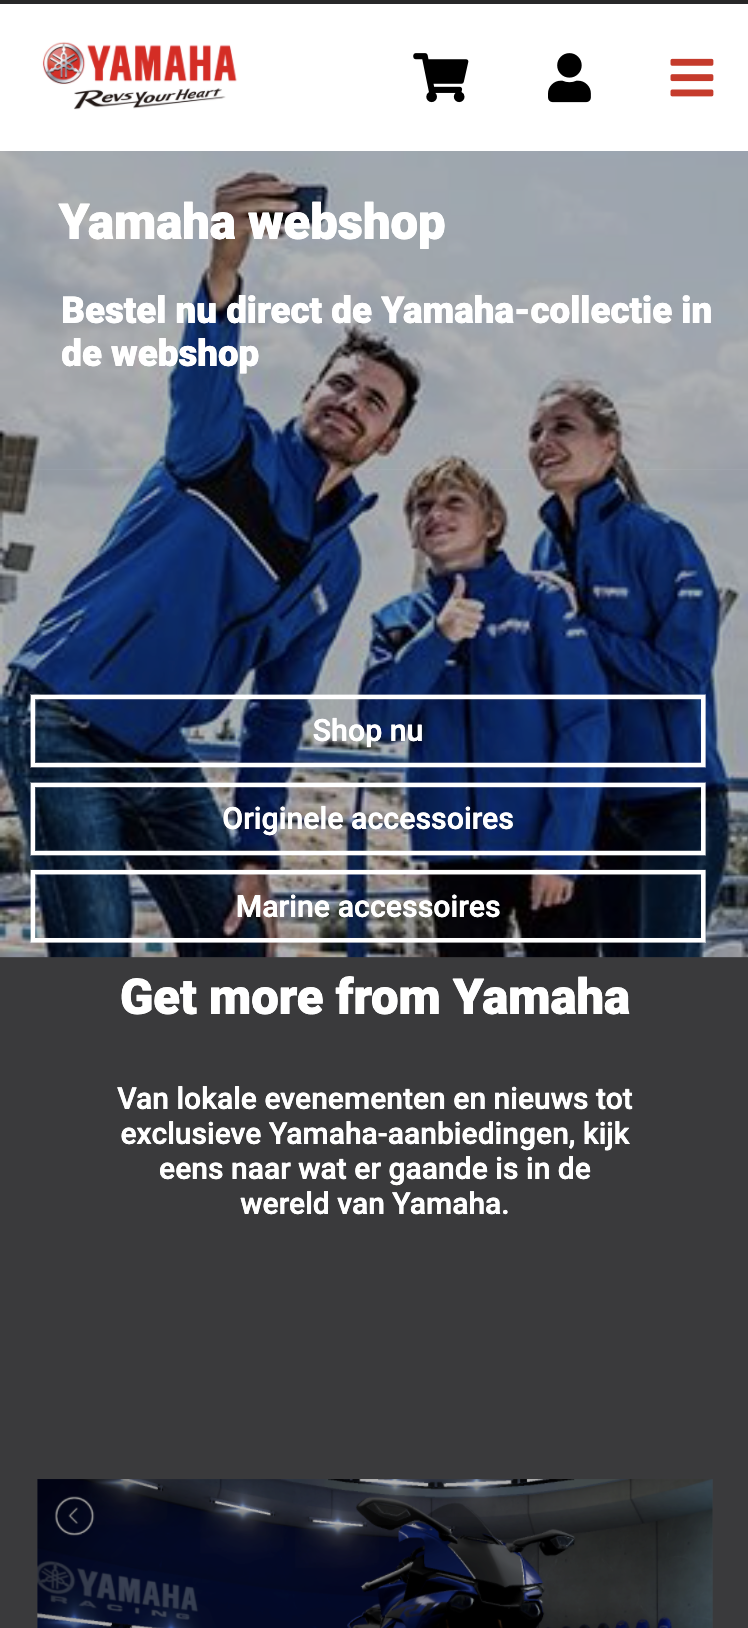 YAMAHA
Revs Your Heart
Yamaha webshop
Bestel nu direct de Yamaha-collectie in
de webshop
Shop nu
Originele accessoires
Marine accessoires
Get more from Yamaha
Van lokale evenementen en nieuws tot
exclusieve Yamaha-aanbiedingen, kijk
eens naar wat er gaande is in de
wereld van Yamaha.
YAMAHA
RACING